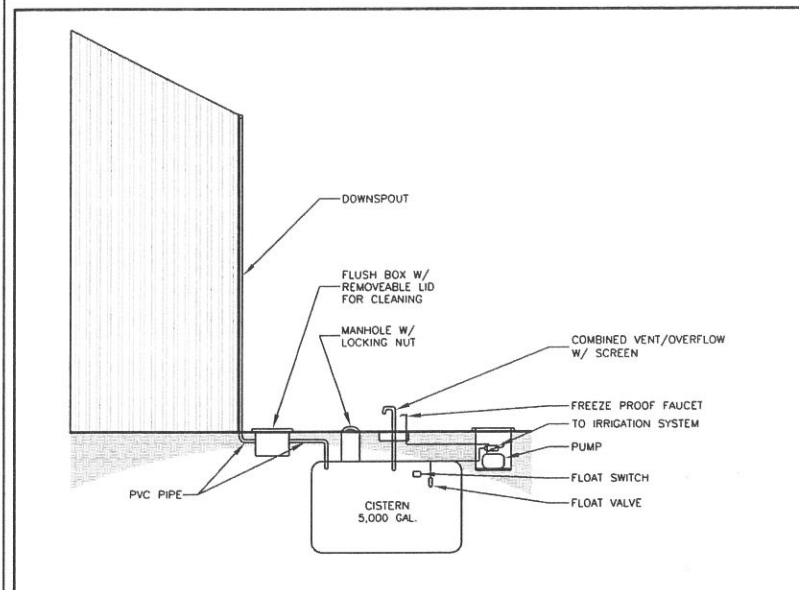 DOWNSPOUT
FLUSH BOX W/
REMOVEABLE LID
FOR CLEANING
MANHOLE W/
LOCKING NUT
COMBINED VENT/OVERFLOW
W/ SCREEN
FREEZE PROOF FAUCET
TO IRRIGATION SYSTEM
PUMP
FLOAT SWITCH
FLOAT VALVE
PVC PIPE
CISTERN
5,000 GAL.